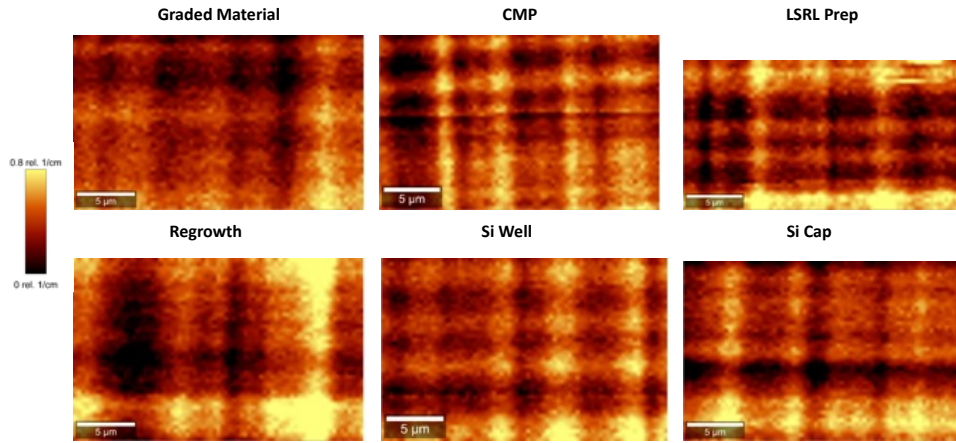 Graded Material
CMP
LSRL Prep
0.8 rel. 1/cm
0 rel. 1/cm
5 µm
5 µm
5 µm
Regrowth
Si Well
Si Cap
5 µm
5 µm
5 µm